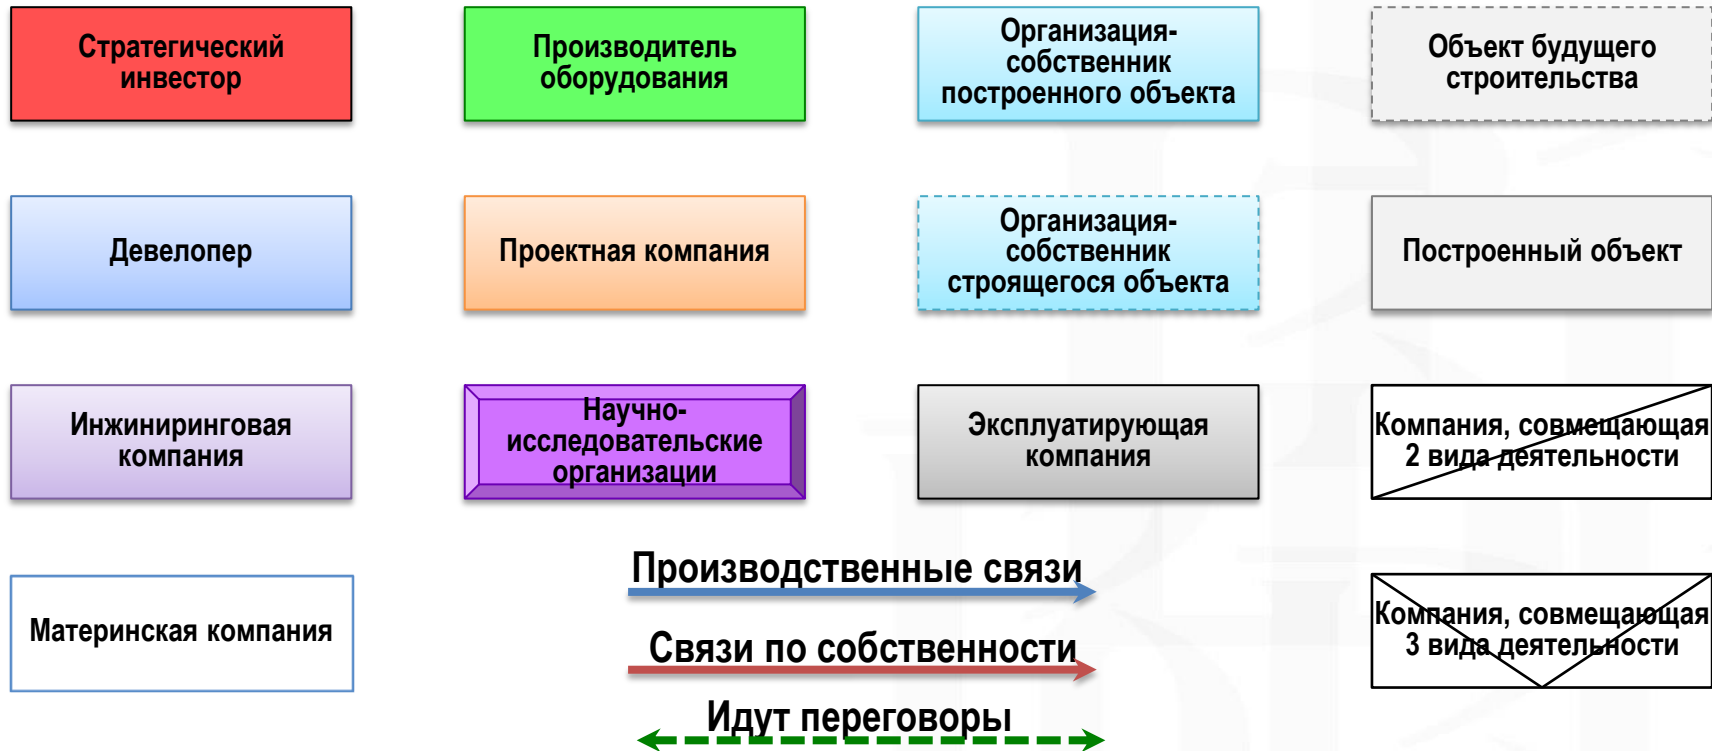 Стратегический
инвестор
Производитель
оборудования
Организация-
собственник
построенного объекта
Объект будущего
строительства
Девелопер
Проектная компания
Организация-
собственник
строящегося объекта
Построенный объект
Инжиниринговая
компания
Научно-
исследовательские
организации
Эксплуатирующая
компания
Компания, совмещающая
2 вида деятельности
Материнская компания
Производственные связи
Связи по собственности
Идут переговоры
Компания, совмещающая
3 вида деятельности